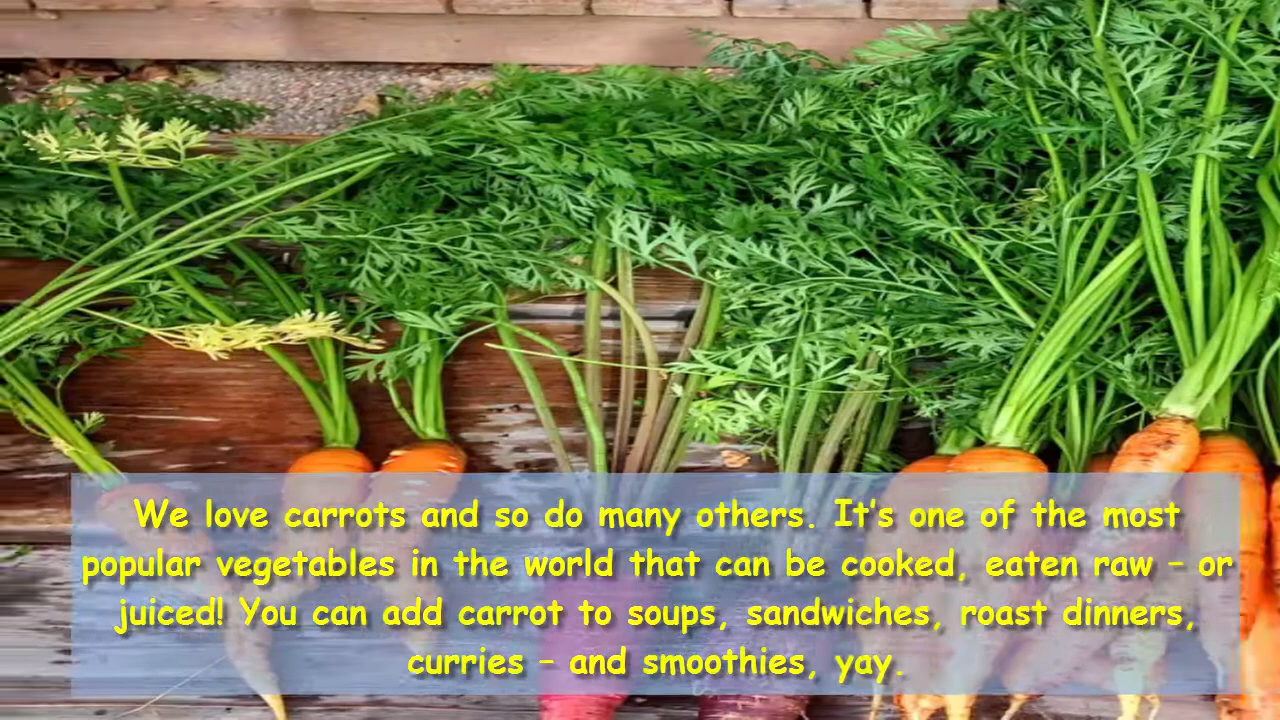 We love carrots and so do many others. It's one of the most
popular vegetables in the world that can be cooked, eaten raw – or
juiced! You can add carrot to soups, sandwiches, roast dinners,
curries – and smoothies, yay.